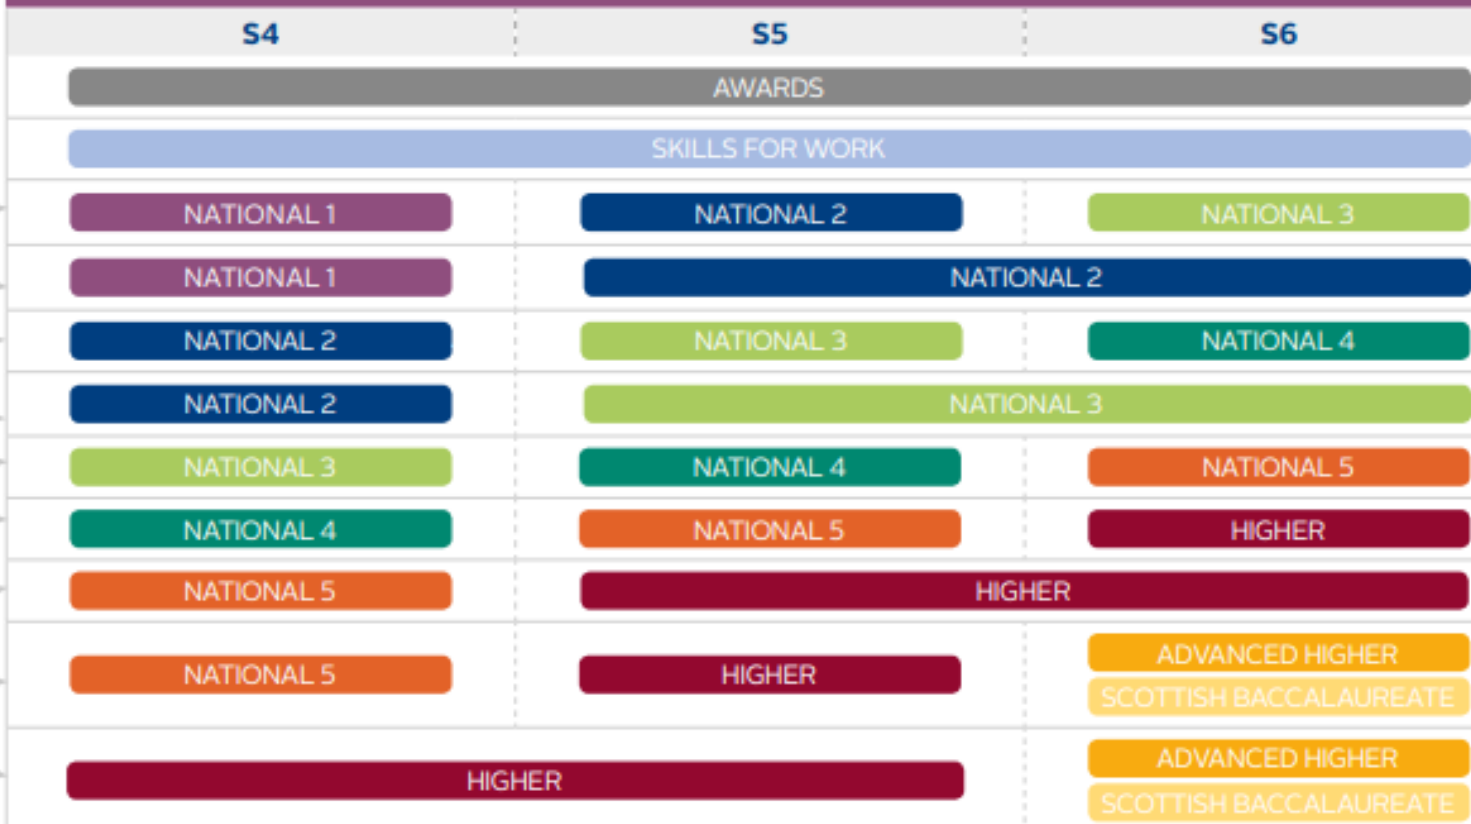 S4 S5 S6
AWARDS
SKILLS FOR WORK
NATIONAL 1 NATIONAL 2 NATIONAL 3
NATIONAL 1 NATIONAL 2
NATIONAL 2 NATIONAL 3 NATIONAL 4
NATIONAL 2 NATIONAL 3
NATIONAL 3 NATIONAL 4 NATIONAL 5
NATIONAL 4 NATIONAL 5 HIGHER
NATIONAL 5 HIGHER
NATIONAL 5 HIGHER ADVANCED HIGHER
SCOTTISH BACCALAUREATE
HIGHER ADVANCED HIGHER
SCOTTISH BACCALAUREATE